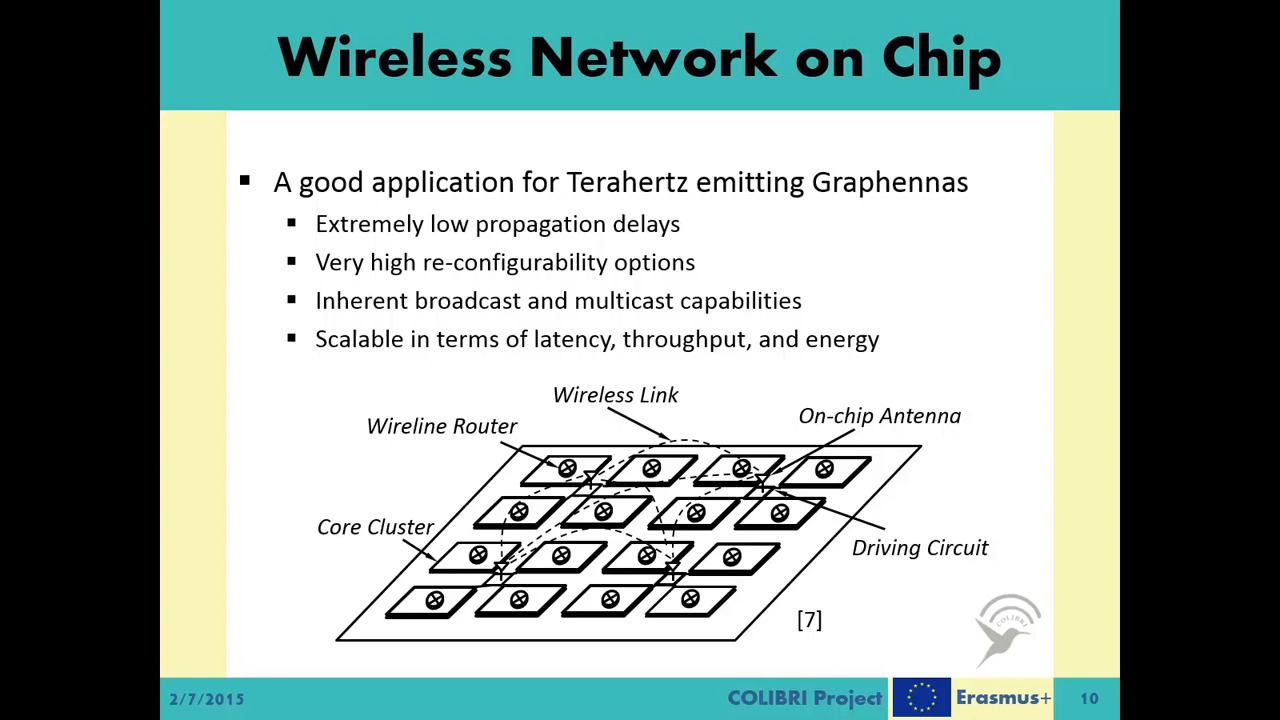 Wireless Network on Chip
A good application for Terahertz emitting Graphennas
Extremely low propagation delays
Very high re-configurability options
Inherent broadcast and multicast capabilities
Scalable in terms of latency, throughput, and energy
Wireless Link
On-chip Antenna
Wireline Router
Core Cluster
Driving Circuit
[7]
COLIBRI
2/7/2015
COLIBRI Project
Erasmus+
10